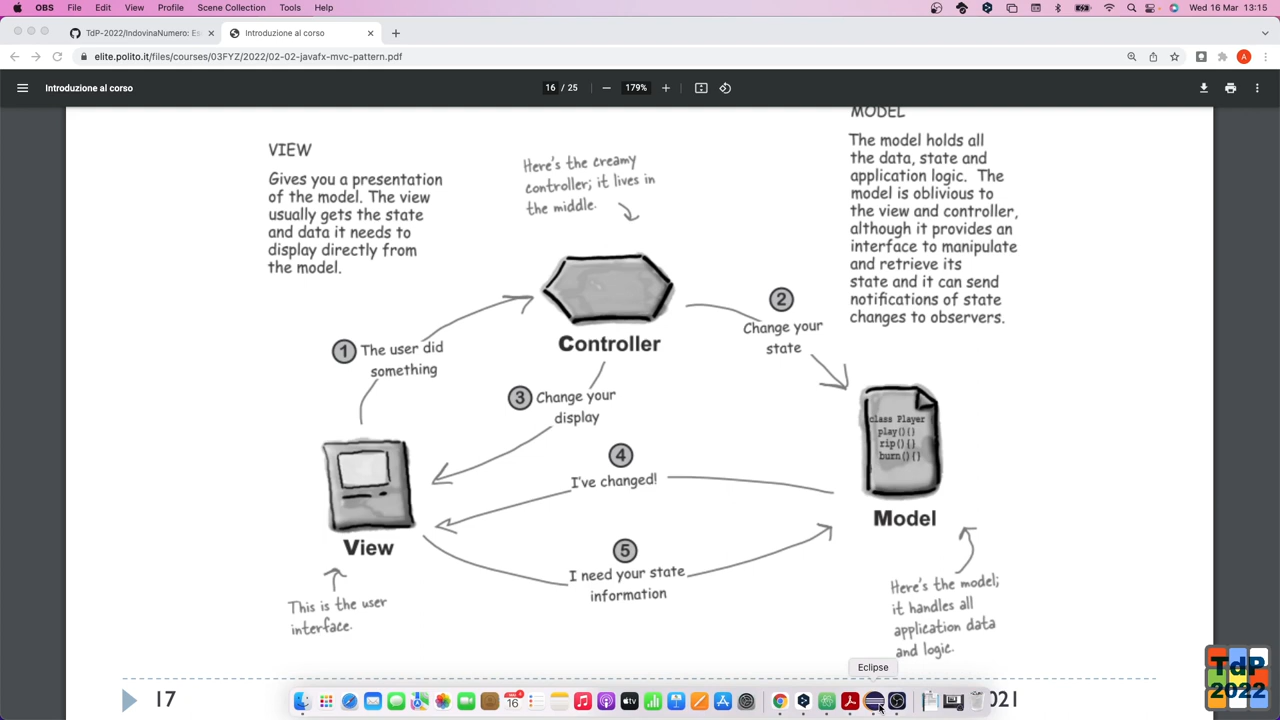 OBS File Edit View Profile Scene Collection Tools Help Wed 16 Mar 13:15
TdP-2022/IndovinaNumero: Es
Introduzione al corso
elite.polito.it/files/courses/03FYZ/2022/02-02-javafx-mvc-pattern.pdf
A
Introduzione al corso
16 / 25
179%
VIEW
Gives you a presentation
of the model. The view
usually gets the state
and data it needs to
display directly from
the model.
Here's the creamy
controller; it lives in
the middle.
MODEL
The model holds all
the data, state and
application logic. The
model is oblivious to
the view and controller,
although it provides an
interface to manipulate
and retrieve its
state and it can send
notifications of state
changes to observers.
Controller
1 The user did
something
2
Change your
state
3 Change your
display
class Player
play(){}
rip(){}
burn(){}
4
I've changed!
Model
View
5
I need your state
information
This is the user
interface.
Here's the model;
it handles all
application data
and logic.
Eclipse
17
16
021
TdP
2022